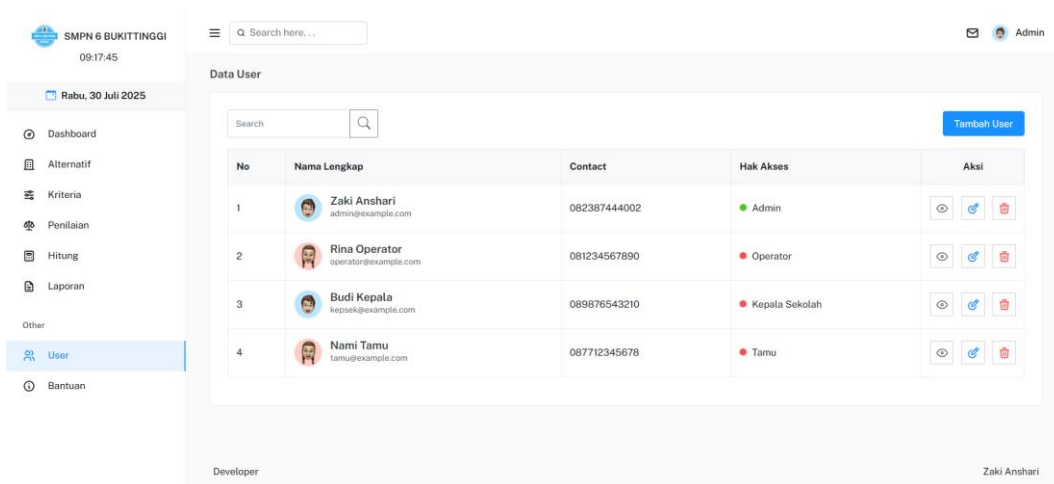 SMPN 6 BUKITTINGGI
09:17:45
Rabu, 30 Juli 2025
Dashboard
Alternatif
Kriteria
Penilaian
Hitung
Laporan
Other
User
Bantuan
Search here...
Admin
Data User
Search
Tambah User
No Nama Lengkap Contact Hak Akses Aksi
1 Zaki Anshari 082387444002 Admin
admin@example.com
2 Rina Operator 081234567890 Operator
operator@example.com
3 Budi Kepala 089876543210 Kepala Sekolah
kepsek@example.com
4 Nami Tamu 087712345678 Tamu
tamu@example.com
Developer Zaki Anshari